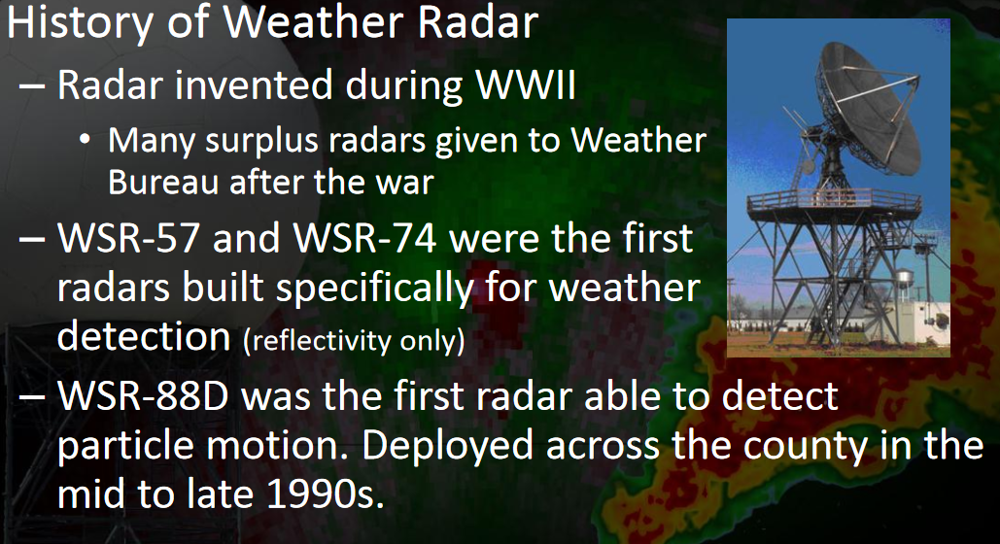 History of Weather Radar
– Radar invented during WWII
• Many surplus radars given to Weather
Bureau after the war
– WSR-57 and WSR-74 were the first
radars built specifically for weather
detection (reflectivity only)
– WSR-88D was the first radar able to detect
particle motion. Deployed across the county in the
mid to late 1990s.